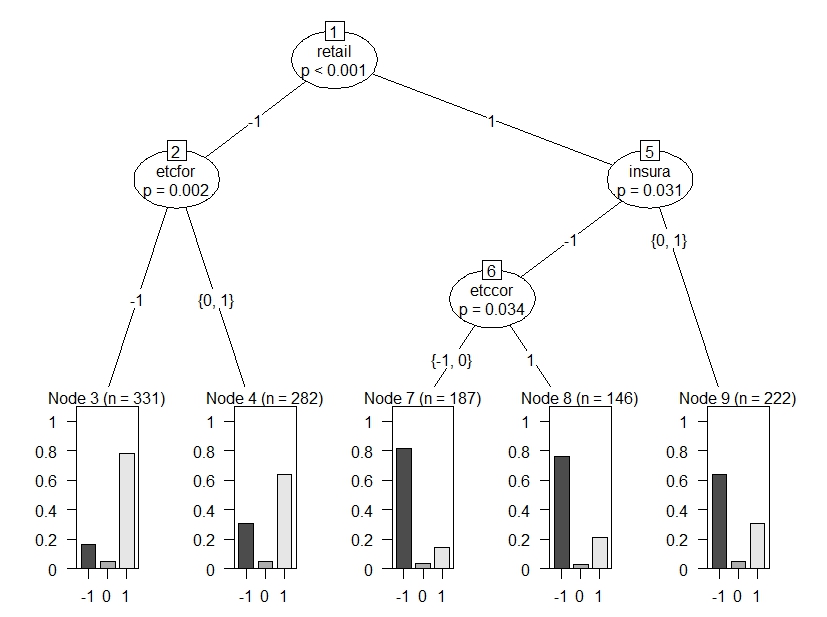 1
retail
p < 0.001
-1
1
2
etcfor
p = 0.002
5
insura
p = 0.031
-1
{0, 1}
6
etccor
p = 0.034
-1
{0, 1}
{-1, 0}
1
Node 3 (n = 331)
1
0.8
0.6
0.4
0.2
0
-1 0 1
Node 4 (n = 282)
1
0.8
0.6
0.4
0.2
0
-1 0 1
Node 7 (n = 187)
1
0.8
0.6
0.4
0.2
0
-1 0 1
Node 8 (n = 146)
1
0.8
0.6
0.4
0.2
0
-1 0 1
Node 9 (n = 222)
1
0.8
0.6
0.4
0.2
0
-1 0 1